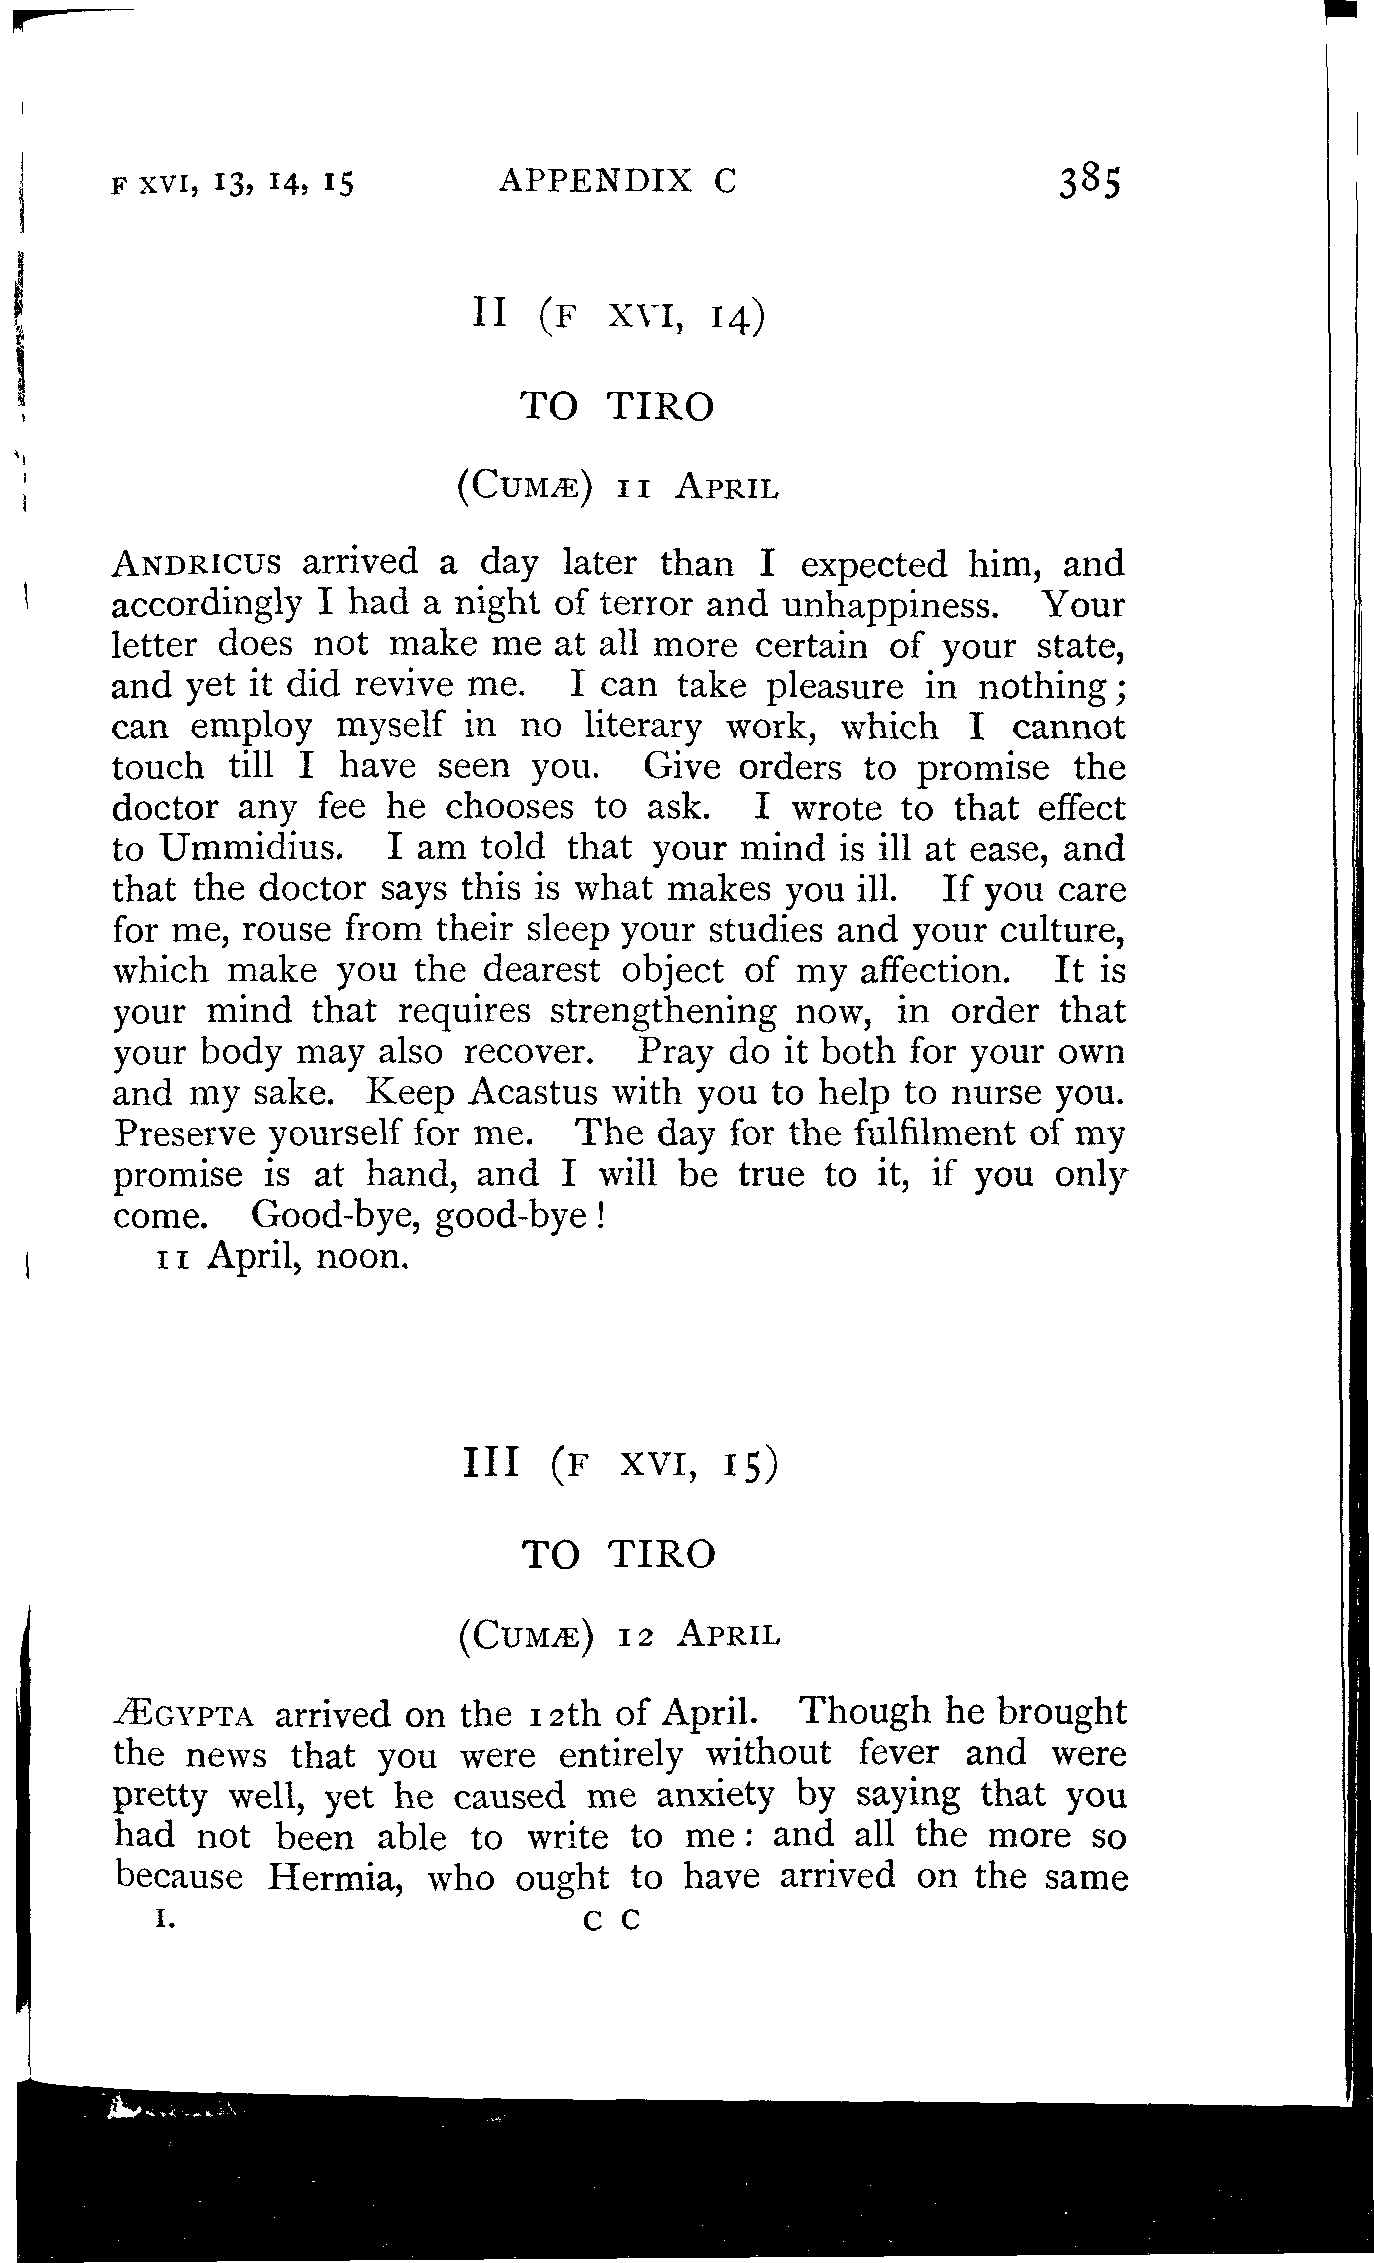 F XVI, 13, 14, 15 APPENDIX C 385
II (F XVI, 14)
TO TIRO
(CUMÆ) 11 APRIL
ANDRICUS arrived a day later than I expected him, and
accordingly I had a night of terror and unhappiness. Your
letter does not make me at all more certain of your state,
and yet it did revive me. I can take pleasure in nothing;
can employ myself in no literary work, which I cannot
touch till I have seen you. Give orders to promise the
doctor any fee he chooses to ask. I wrote to that effect
to Ummidius. I am told that your mind is ill at ease, and
that the doctor says this is what makes you ill. If you care
for me, rouse from their sleep your studies and your culture,
which make you the dearest object of my affection. It is
your mind that requires strengthening now, in order that
your body may also recover. Pray do it both for your own
and my sake. Keep Acastus with you to help to nurse you.
Preserve yourself for me. The day for the fulfilment of my
promise is at hand, and I will be true to it, if you only
come. Good-bye, good-bye!
11 April, noon.
III (F XVI, 15)
TO TIRO
(CUMÆ) 12 APRIL
ÆGYPTA arrived on the 12th of April. Though he brought
the news that you were entirely without fever and were
pretty well, yet he caused me anxiety by saying that you
had not been able to write to me: and all the more so
because Hermia, who ought to have arrived on the same
I. C C